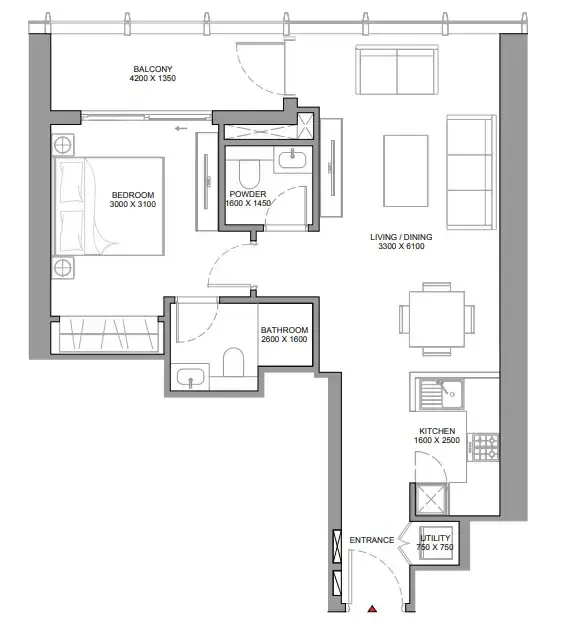 BALCONY
4200 X 1350
BEDROOM
3000 X 3100
POWDER
1600 X 1450
LIVING / DINING
3300 X 6100
BATHROOM
2600 X 1600
KITCHEN
1600 X 2500
ENTRANCE
UTILITY
750 X 750